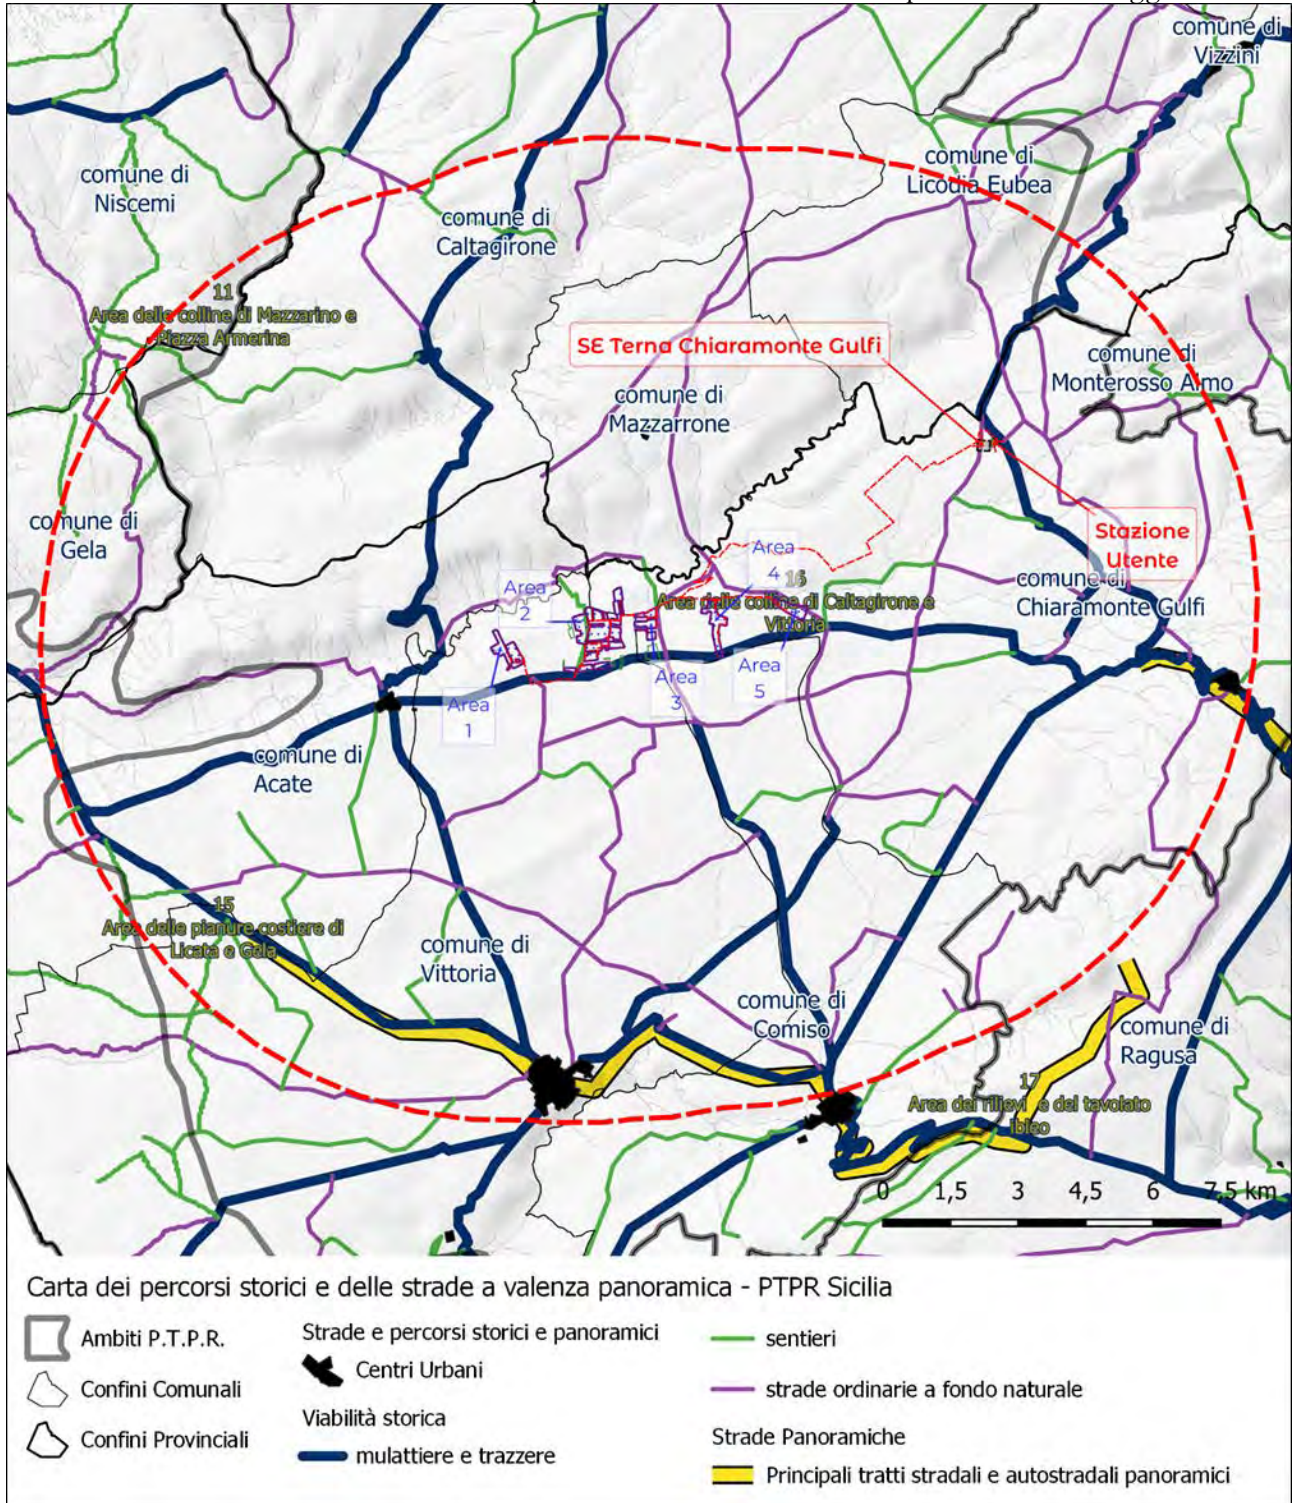 comune di
Vizzini
comune di
Licodia Eubea
comune di
Niscemi
comune di
Caltagirone
11
Area delle colline di Mazzarino e
Piazza Armerina
SE Terna Chiaramonte Gulfi
comune di
Monterosso Almo
comune di
Mazzarrone
comune di
Gela
Stazione
Utente
Area
4
Area
2
16
Area delle colline di Caltagirone e
Vittoria
comune di
Chiaramonte Gulfi
Area
1
Area
3
Area
5
comune di
Acate
15
Area delle pianure costiere di
Licata e Gela
comune di
Vittoria
comune di
Comiso
comune di
Ragusa
17
Area dei rilievi e del tavolato
ibleo
0 1,5 3 4,5 6 7,5 km
Carta dei percorsi storici e delle strade a valenza panoramica - PTPR Sicilia
Ambiti P.T.P.R.
Confini Comunali
Confini Provinciali
Strade e percorsi storici e panoramici
Centri Urbani
Viabilità storica
mulattiere e trazzere
sentieri
strade ordinarie a fondo naturale
Strade Panoramiche
Principali tratti stradali e autostradali panoramici